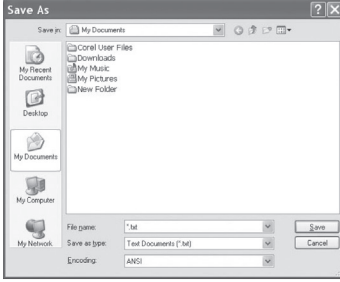 Save As
Save in: My Documents
Corel User Files
Downloads
My Music
My Pictures
New Folder
My Recent
Documents
Desktop
My Documents
My Computer
My Network
File name: *.txt
Save
Save as type: Text Documents (*.txt)
Cancel
Encoding: ANSI